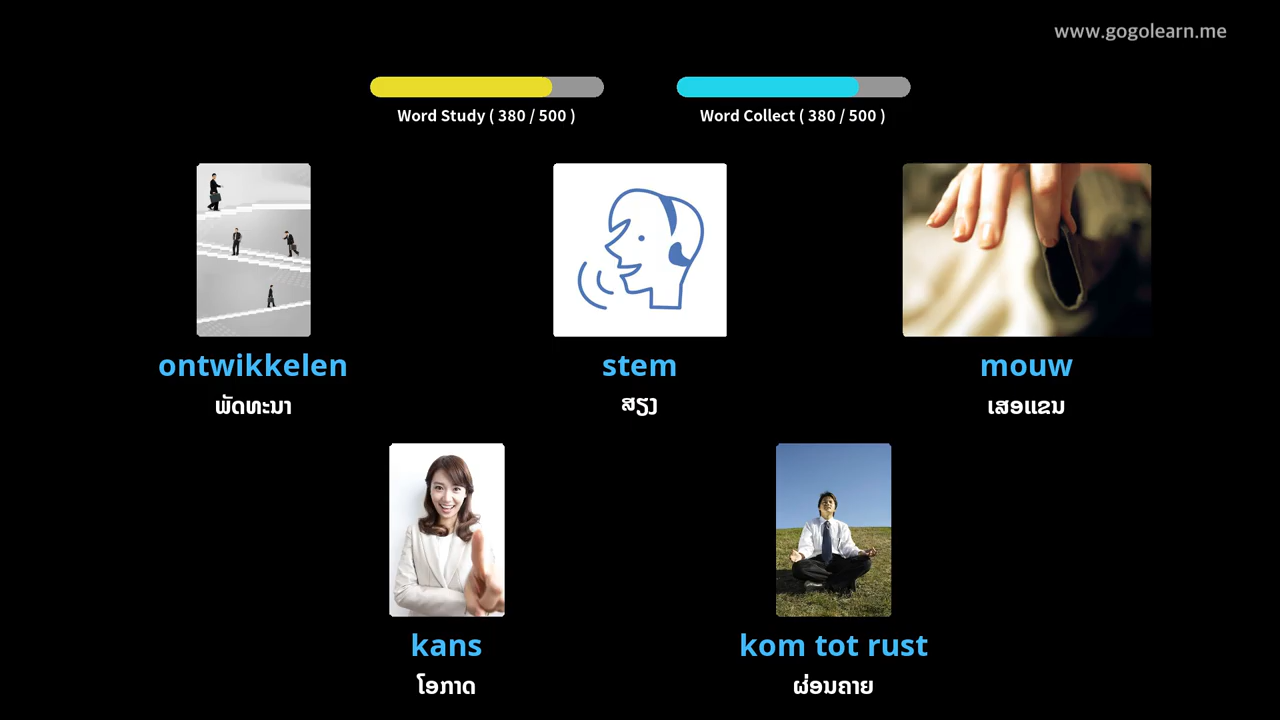 www.gogolearn.me
Word Study ( 380 / 500 )
Word Collect ( 380 / 500 )
ontwikkelen
ພັດທະນາ
stem
ສຽງ
mouw
ເສອແຂນ
kans
ໂອກາດ
kom tot rust
ຜ່ອນຄາຍ